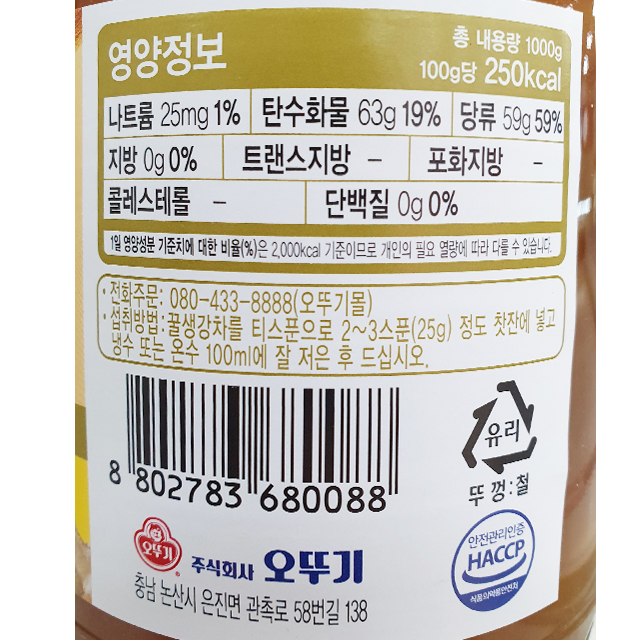 영양정보
총 내용량 1000g
100g당 250kcal
나트륨 25mg 1% 탄수화물 63g 19% 당류 59g 59%
지방 0g 0% 트랜스지방 - 포화지방 -
콜레스테롤 - 단백질 0g 0%
1일 영양성분 기준치에 대한 비율(%)은 2,000kcal 기준이므로 개인의 필요 열량에 따라 다를 수 있습니다.
· 전화주문: 080-433-8888(오뚜기몰)
· 섭취방법:꿀생강차를 티스푼으로 2~3스푼(25g) 정도 찻잔에 넣고
냉수 또는 온수 100ml에 잘 저은 후 드십시오.
8 802783 680088
유리
뚜껑:철
오뚜기
주식회사 오뚜기
충남 논산시 은진면 관촉로 58번길 138
안전관리인증
HACCP
식품의약품안전처